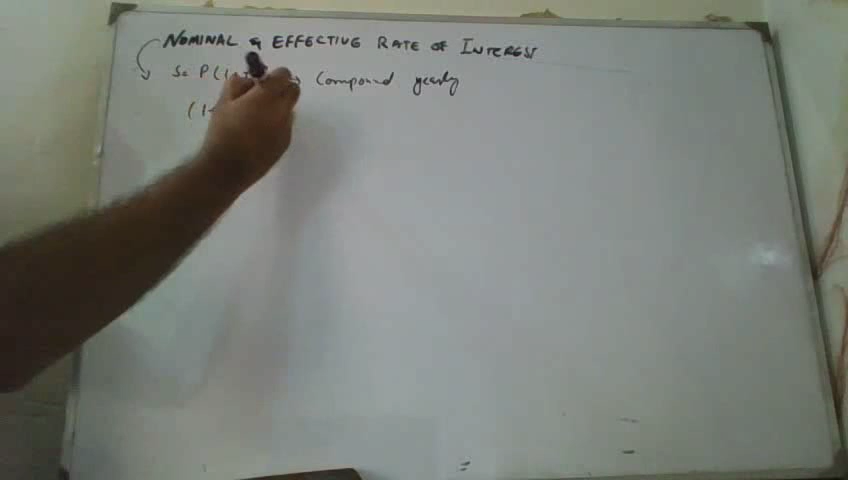 NOMINAL & EFFECTIVE RATE OF INTEREST
S= P(1+ Compound yearly
(1+